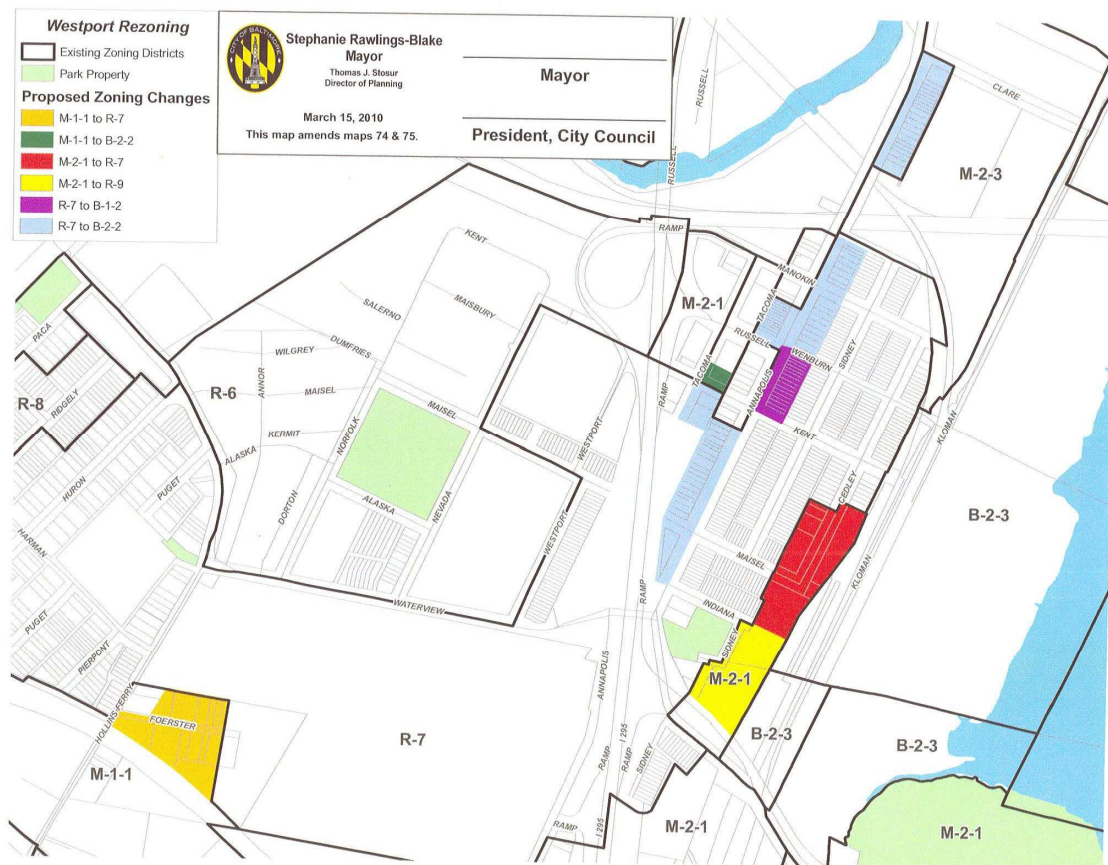 Westport Rezoning
Existing Zoning Districts
Park Property
Proposed Zoning Changes
M-1-1 to R-7
M-1-1 to B-2-2
M-2-1 to R-7
M-2-1 to R-9
R-7 to B-1-2
R-7 to B-2-2
CITY OF BALTIMORE
Stephanie Rawlings-Blake
Mayor
Thomas J. Stosur
Director of Planning
March 15, 2010
This map amends maps 74 & 75.
Mayor
President, City Council
RUSSELL
RUSSELL
CLARE
M-2-3
RAMP
KENT
MANOKIN
SALERNO
MAISBURY
M-2-1
TACOMA
PACA
DUMFRIES
RUSSELL
WENBURN
SIDNEY
WILGREY
R-6
ANNOR
MAISEL
TACOMA
ANNAPOLIS
R-8
RIDGELY
MAISEL
RAMP
KLOMAN
KERMIT
NORFOLK
WESTPORT
KENT
ALASKA
HURON
PUGET
DORTON
ALASKA
NEVADA
CEDLEY
B-2-3
HARMAN
WESTPORT
MAISEL
KLOMAN
RAMP
WATERVIEW
INDIANA
PUGET
SIDNEY
PIERPONT
ANNAPOLIS
M-2-1
HOLLINS FERRY
FOERSTER
R-7
I 295
B-2-3
B-2-3
RAMP
RAMP
SIDNEY
M-1-1
RAMP
I 295
M-2-1
M-2-1